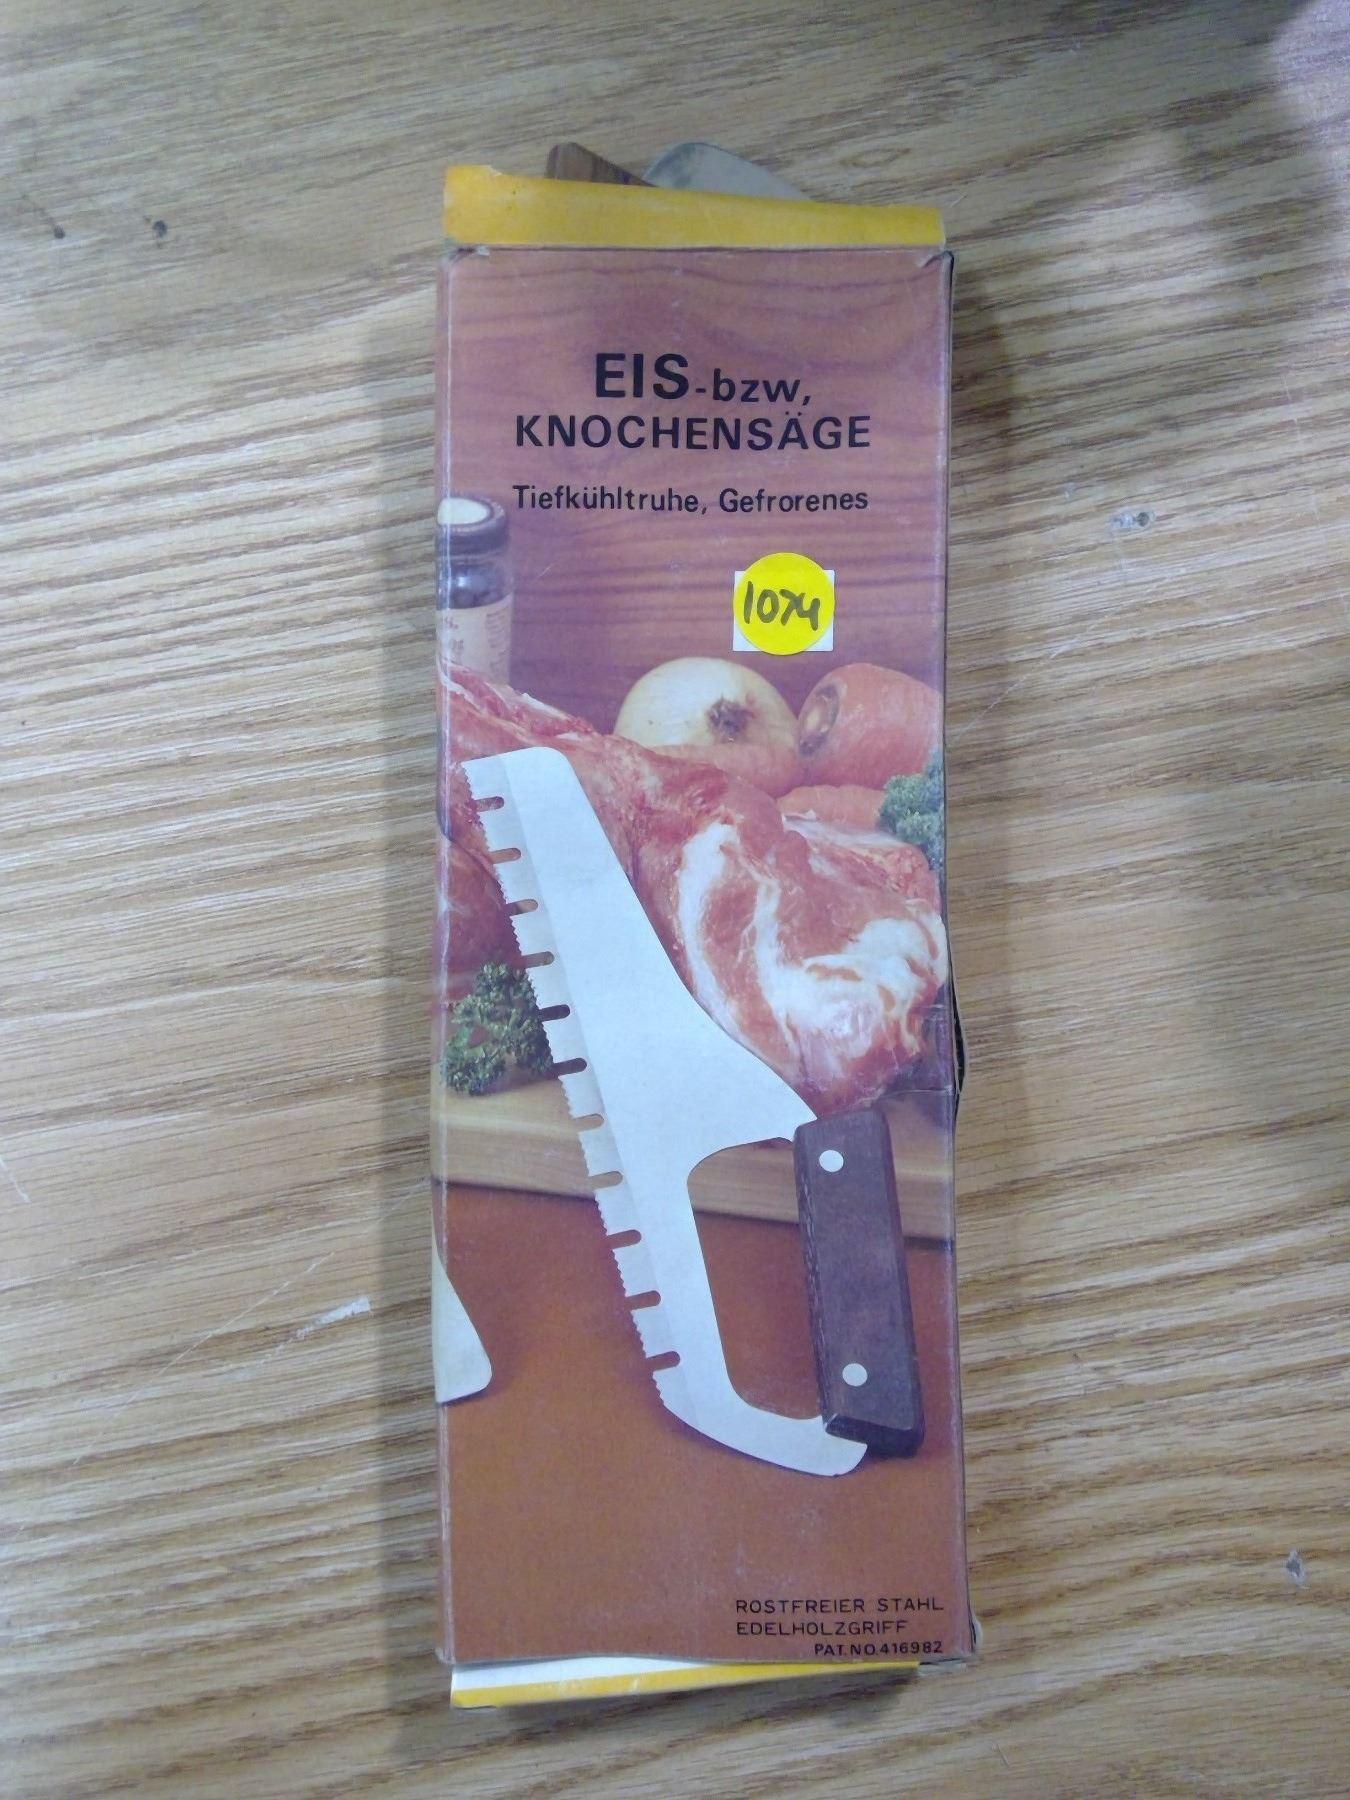 EIS-bzw,
KNOCHENSÄGE
Tiefkühltruhe, Gefrorenes
1074
ROSTFREIER STAHL
EDELHOLZGRIFF
PAT.NO.416982